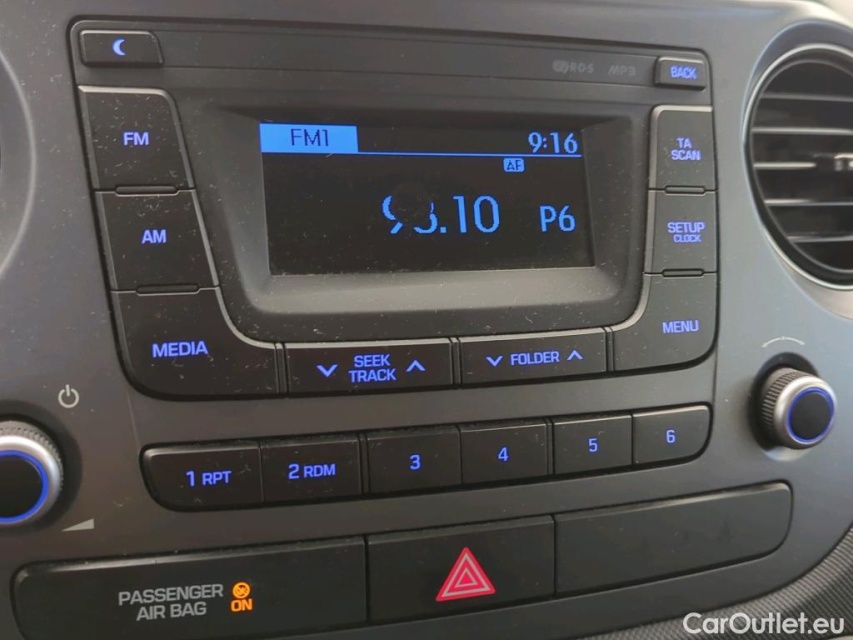 RDS MP3 BACK
FM1 9:16
AF
FM
TA
SCAN
.10 P6
AM
SETUP
CLOCK
MENU
MEDIA
SEEK
TRACK
FOLDER
1 RPT 2 RDM 3 4 5 6
PASSENGER
AIR BAG
ON
CarOutlet.eu